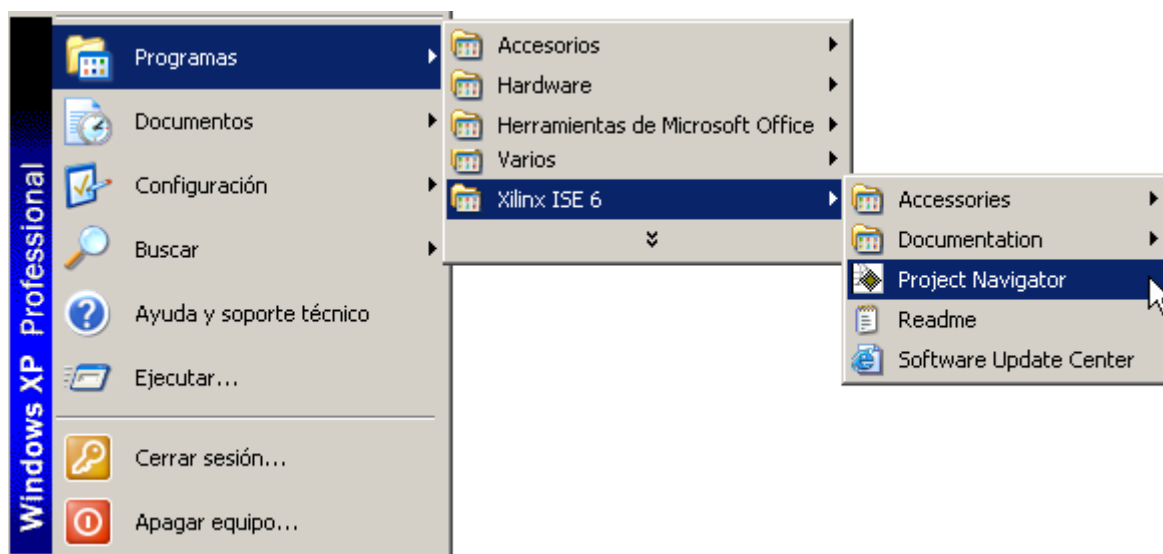 Windows XP Professional
Programas
Documentos
Configuración
Buscar
Ayuda y soporte técnico
Ejecutar...
Cerrar sesión...
Apagar equipo...
Accesorios
Hardware
Herramientas de Microsoft Office
Varios
Xilinx ISE 6
Accessories
Documentation
Project Navigator
Readme
Software Update Center